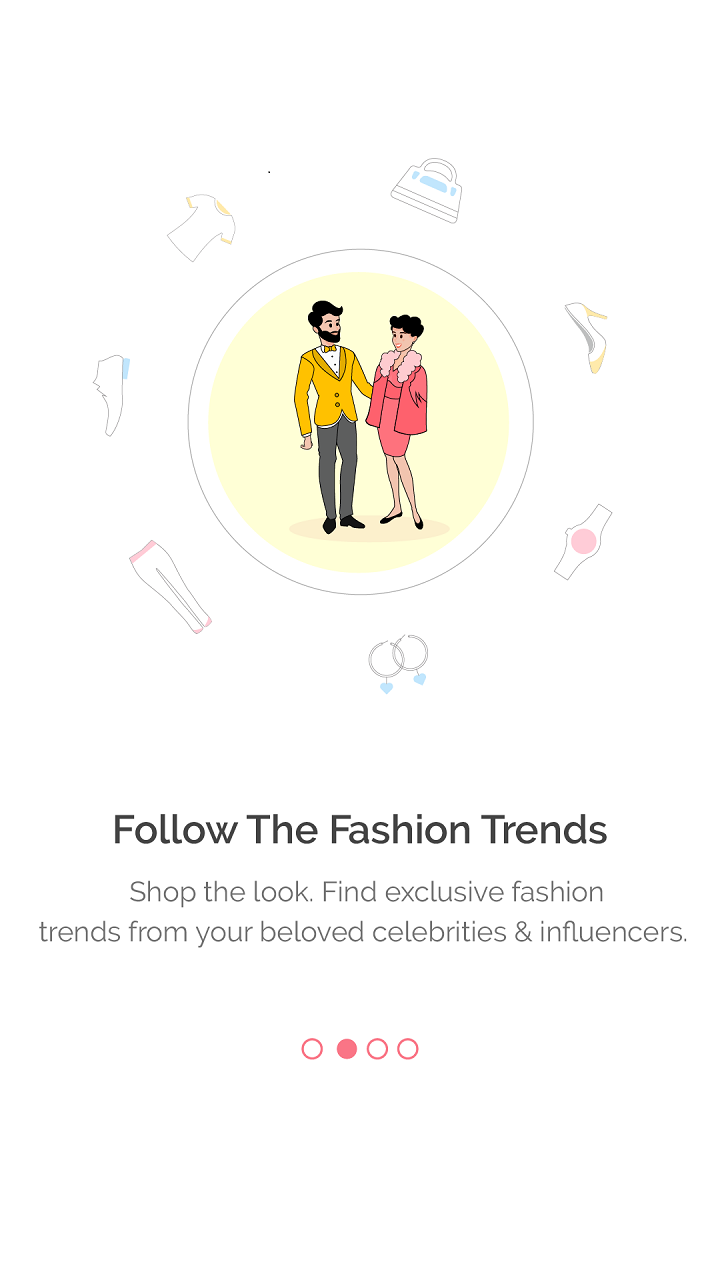 Follow The Fashion Trends
Shop the look. Find exclusive fashion
trends from your beloved celebrities & influencers.